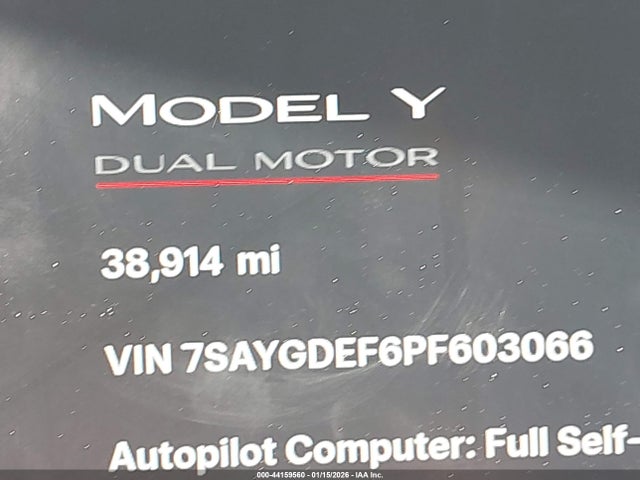 MODEL Y
DUAL MOTOR
38,914 mi
VIN 7SAYGDEF6PF603066
Autopilot Computer: Full Self-
000-44159560 - 01/15/2026 - IAA Inc.